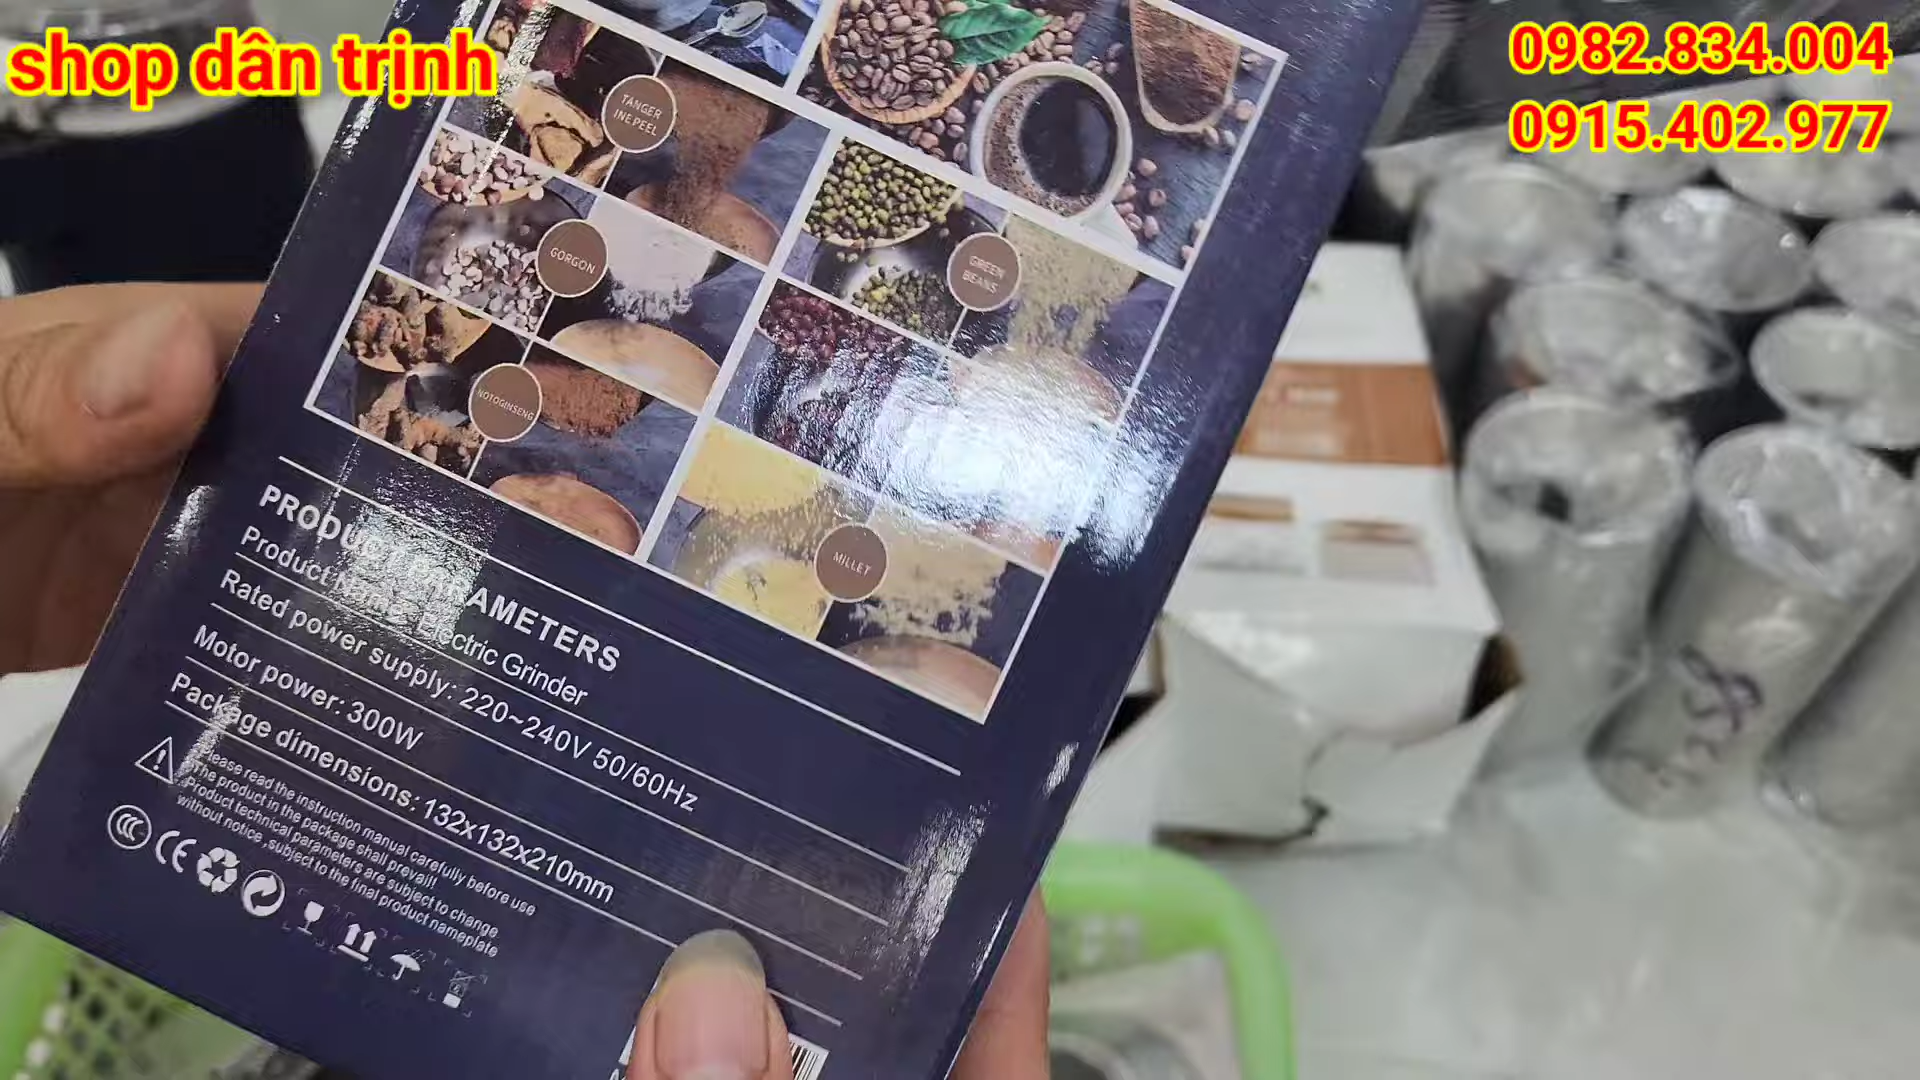 shop dân trịnh
0982.834.004
0915.402.977
TANGER
INE PEEL
GORGON
GREEN
BEANS
NOTOGINSENG
MILLET
PRODUCT PARAMETERS
Product Name: Electric Grinder
Rated power supply: 220~240V 50/60Hz
Motor power: 300W
Package dimensions: 132x132x210mm
Please read the instruction manual carefully before use
The product in the package shall prevail!
Product technical parameters are subject to change
without notice ,subject to the final product nameplate
CE